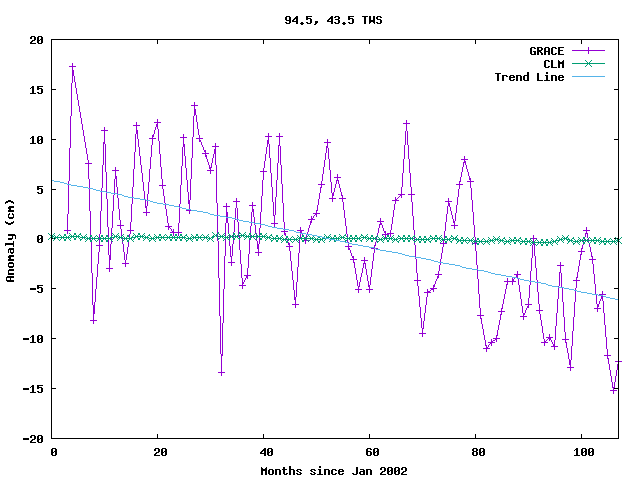 94.5, 43.5 TWS
GRACE
CLM
Trend Line
20
15
10
5
0
-5
-10
-15
-20
Anomaly (cm)
0 20 40 60 80 100
Months since Jan 2002